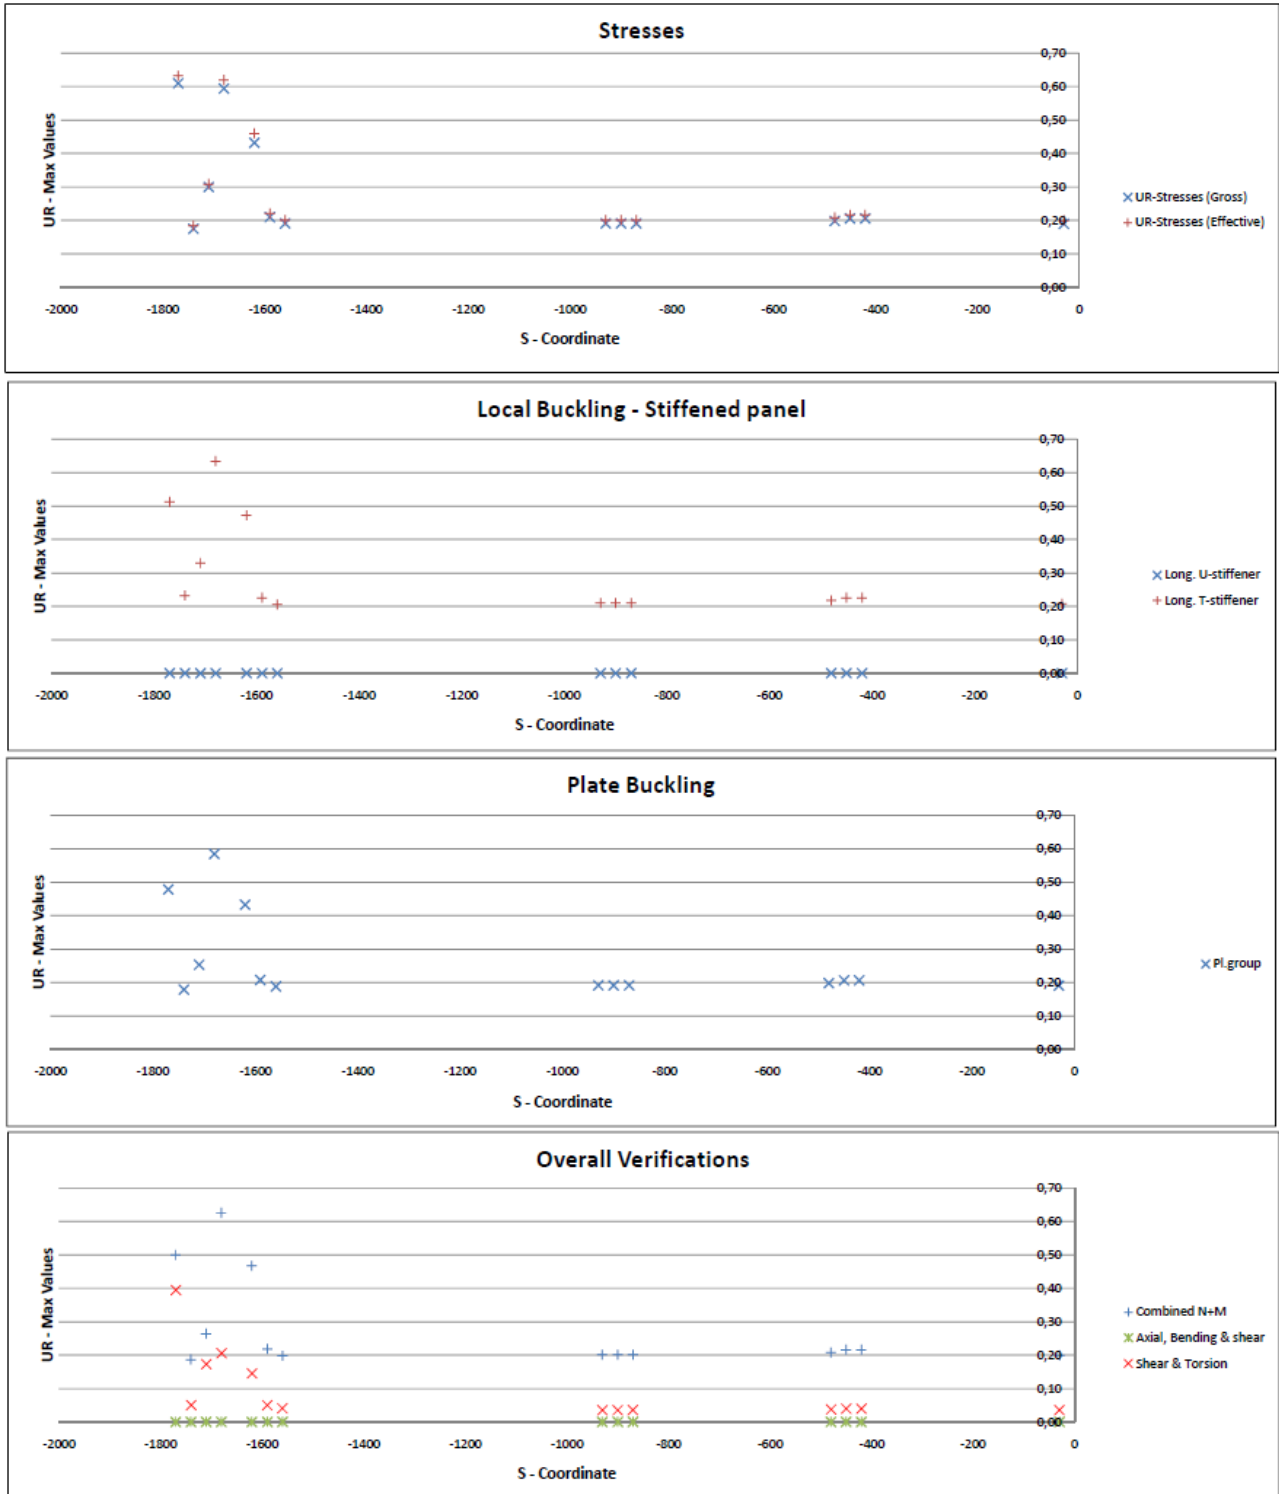 Stresses
UR - Max Values
0,70
0,60
0,50
0,40
0,30
0,20
0,10
0,00
-2000 -1800 -1600 -1400 -1200 -1000 -800 -600 -400 -200 0
S - Coordinate
UR-Stresses (Gross)
UR-Stresses (Effective)
Local Buckling - Stiffened panel
UR - Max Values
0,70
0,60
0,50
0,40
0,30
0,20
0,10
0,00
-2000 -1800 -1600 -1400 -1200 -1000 -800 -600 -400 -200 0
S - Coordinate
Long. U-stiffener
Long. T-stiffener
Plate Buckling
UR - Max Values
0,70
0,60
0,50
0,40
0,30
0,20
0,10
0,00
-2000 -1800 -1600 -1400 -1200 -1000 -800 -600 -400 -200 0
S - Coordinate
Pl.group
Overall Verifications
UR - Max Values
0,70
0,60
0,50
0,40
0,30
0,20
0,10
0,00
-2000 -1800 -1600 -1400 -1200 -1000 -800 -600 -400 -200 0
S - Coordinate
Combined N+M
Axial, Bending & shear
Shear & Torsion